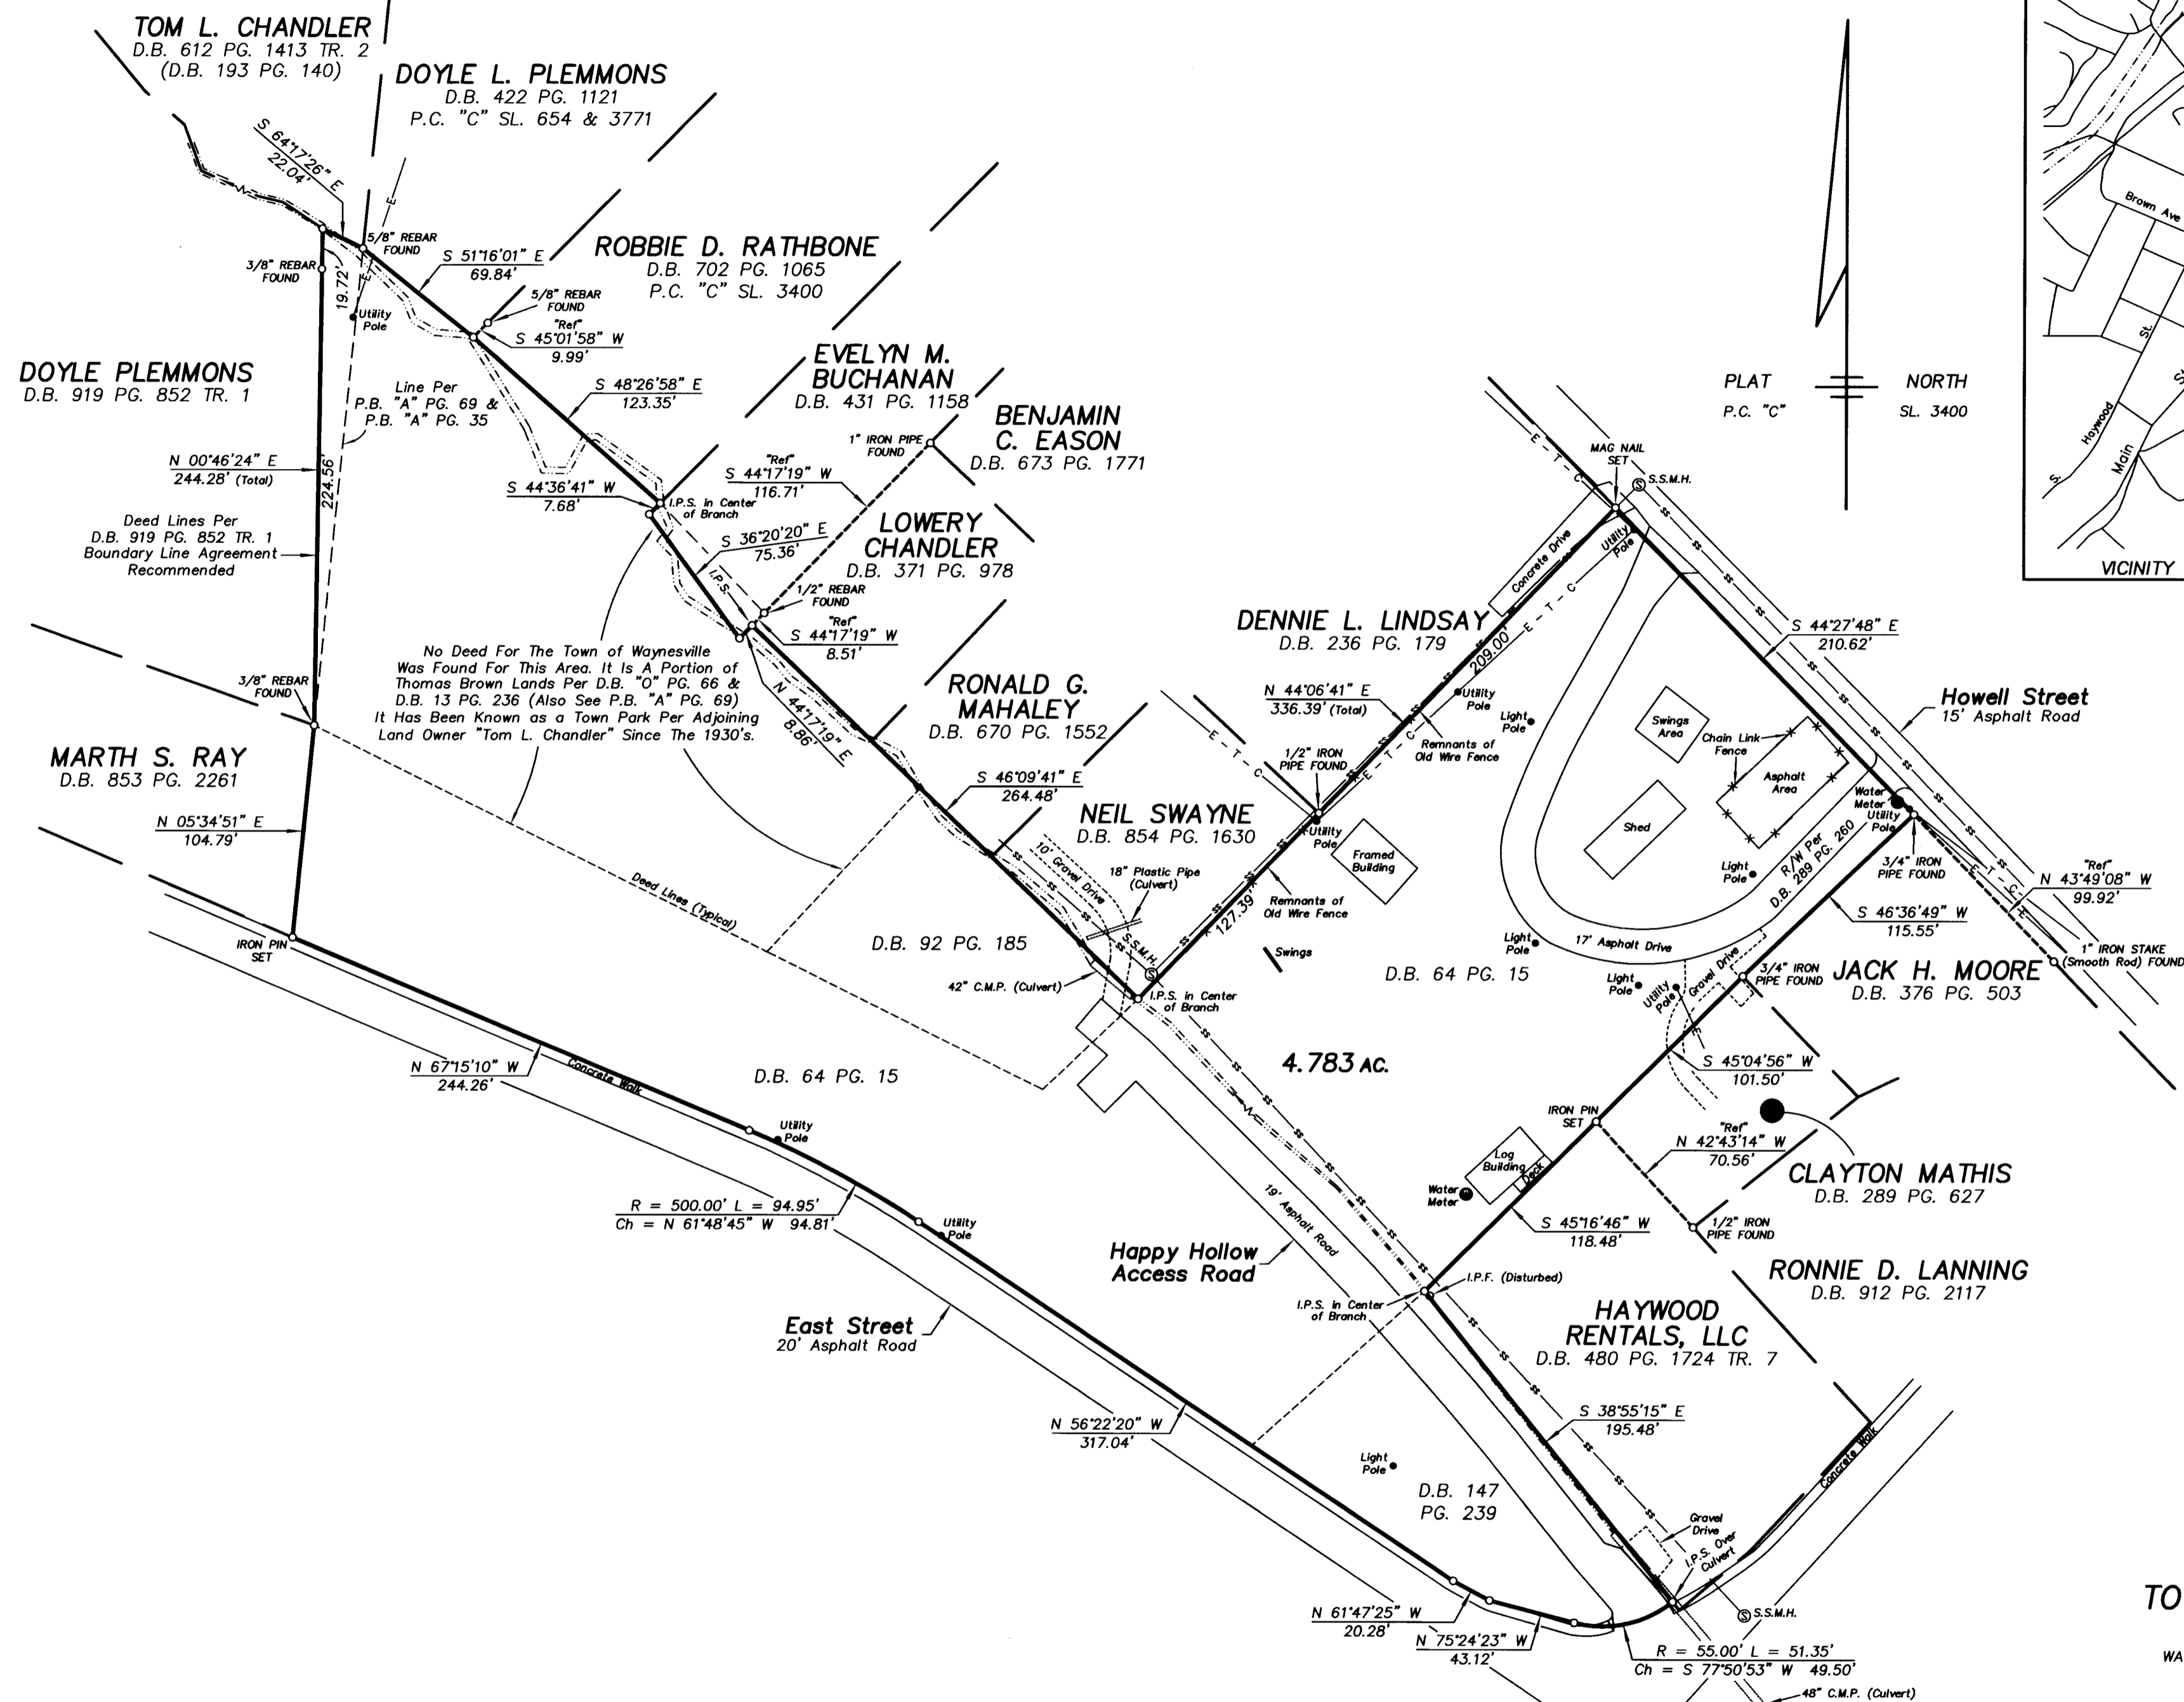 TOM L. CHANDLER
D.B. 612 PG. 1413 TR. 2
(D.B. 193 PG. 140)
DOYLE L. PLEMMONS
D.B. 422 PG. 1121
P.C. "C" SL. 654 & 3771
S 64°17'26" E
22.04'
5/8" REBAR
FOUND
3/8" REBAR
FOUND
19.72'
E
E
Utility
Pole
S 51°16'01" E
69.84'
ROBBIE D. RATHBONE
D.B. 702 PG. 1065
P.C. "C" SL. 3400
5/8" REBAR
FOUND
"Ref"
S 45°01'58" W
9.99'
DOYLE PLEMMONS
D.B. 919 PG. 852 TR. 1
Line Per
P.B. "A" PG. 69 &
P.B. "A" PG. 35
S 48°26'58" E
123.35'
EVELYN M.
BUCHANAN
D.B. 431 PG. 1158
BENJAMIN
C. EASON
D.B. 673 PG. 1771
1" IRON PIPE
FOUND
"Ref"
S 44°17'19" W
116.71'
N 00°46'24" E
244.28' (Total)
224.56'
S 44°36'41" W
7.68'
I.P.S. in Center
of Branch
Deed Lines Per
D.B. 919 PG. 852 TR. 1
Boundary Line Agreement
Recommended
LOWERY
CHANDLER
D.B. 371 PG. 978
S 36°20'20" E
75.36'
I.P.S.
1/2" REBAR
FOUND
"Ref"
S 44°17'19" W
8.51'
N 44°17'19" E
8.86'
No Deed For The Town of Waynesville
Was Found For This Area. It Is A Portion of
Thomas Brown Lands Per D.B. "O" PG. 66 &
D.B. 13 PG. 236 (Also See P.B. "A" PG. 69)
It Has Been Known as a Town Park Per Adjoining
Land Owner "Tom L. Chandler" Since The 1930's.
3/8" REBAR
FOUND
MARTH S. RAY
D.B. 853 PG. 2261
N 05°34'51" E
104.79'
IRON PIN
SET
Deed Lines (Typical)
RONALD G.
MAHALEY
D.B. 670 PG. 1552
S 46°09'41" E
264.48'
NEIL SWAYNE
D.B. 854 PG. 1630
10' Gravel Drive
18" Plastic Pipe
(Culvert)
S.S.M.H.
D.B. 92 PG. 185
42" C.M.P. (Culvert)
I.P.S. in Center
of Branch
DENNIE L. LINDSAY
D.B. 236 PG. 179
N 44°06'41" E
336.39' (Total)
209.00'
127.39'
1/2" IRON
PIPE FOUND
Utility
Pole
Remnants of
Old Wire Fence
Remnants of
Old Wire Fence
Utility
Pole
Light
Pole
Framed
Building
Swings
MAG NAIL
SET
S.S.M.H.
Concrete Drive
Utility
Pole
PLAT NORTH
P.C. "C" SL. 3400
Brown Ave
St.
Haywood
S.
Main
VICINITY
S 44°27'48" E
210.62'
Howell Street
15' Asphalt Road
Swings
Area
Chain Link
Fence
Asphalt
Area
Shed
Light
Pole
R/W Per
D.B. 289 PG. 260
Water
Meter
Utility
Pole
3/4" IRON
PIPE FOUND
"Ref"
N 43°49'08" W
99.92'
S 46°36'49" W
115.55'
1" IRON STAKE
(Smooth Rod) FOUND
JACK H. MOORE
D.B. 376 PG. 503
17' Asphalt Drive
Light
Pole
D.B. 64 PG. 15
Light
Pole
Utility
Pole
Gravel Drive
3/4" IRON
PIPE FOUND
S 45°04'56" W
101.50'
4.783 AC.
IRON PIN
SET
"Ref"
N 42°43'14" W
70.56'
CLAYTON MATHIS
D.B. 289 PG. 627
Log
Building
Deck
Water
Meter
S 45°16'46" W
118.48'
1/2" IRON
PIPE FOUND
RONNIE D. LANNING
D.B. 912 PG. 2117
N 67°15'10" W
244.26'
Concrete Walk
D.B. 64 PG. 15
Utility
Pole
R = 500.00' L = 94.95'
Ch = N 61°48'45" W 94.81'
Utility
Pole
19' Asphalt Road
Happy Hollow
Access Road
I.P.F. (Disturbed)
I.P.S. in Center
of Branch
HAYWOOD
RENTALS, LLC
D.B. 480 PG. 1724 TR. 7
East Street
20' Asphalt Road
N 56°22'20" W
317.04'
S 38°55'15" E
195.48'
Light
Pole
D.B. 147
PG. 239
Concrete Walk
Gravel
Drive
I.P.S. Over
Culvert
S.S.M.H.
N 61°47'25" W
20.28'
N 75°24'23" W
43.12'
R = 55.00' L = 51.35'
Ch = S 77°50'53" W 49.50'
48" C.M.P. (Culvert)
TO
WA